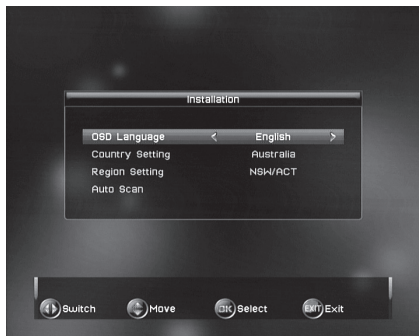 Installation
OSD Language < English >
Country Setting Australia
Region Setting NSW/ACT
Auto Scan
Switch Move OK Select EXIT Exit